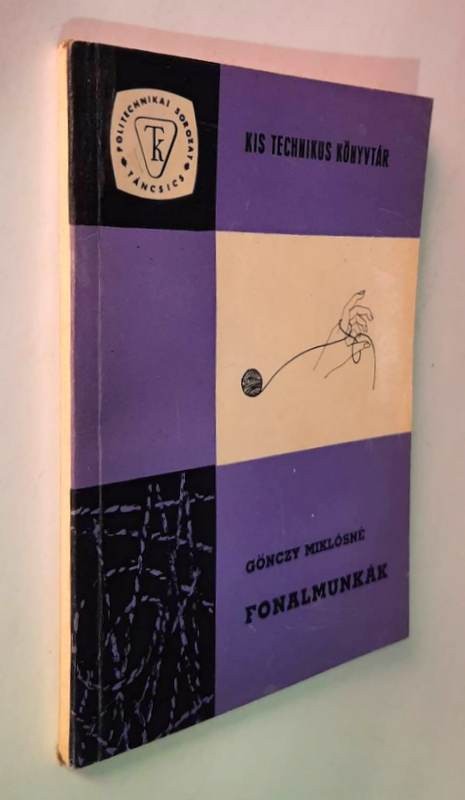 POLITECHNIKAI SOROZAT
TK
TÁNCSICS
KIS TECHNIKUS KÖNYVTÁR
GÖNCZY MIKLÓSNÉ
FONALMUNKÁK